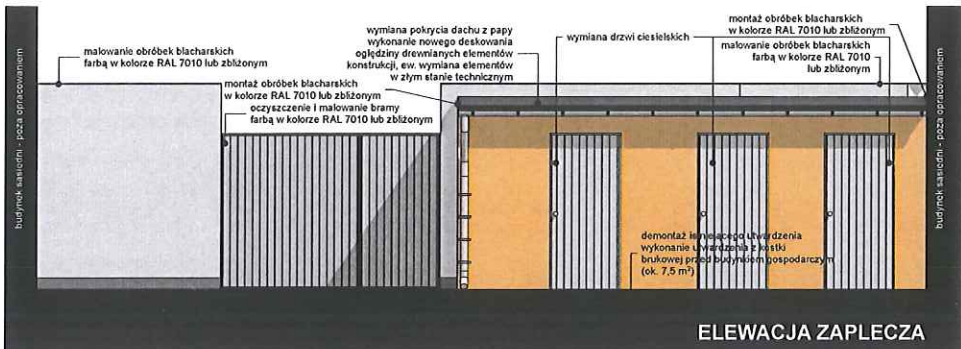 malowanie obróbek blacharskich
farbą w kolorze RAL 7010 lub zbliżonym
montaż obróbek blacharskich
w kolorze RAL 7010 lub zbliżonym
oczyszczenie i malowanie bramy
farbą w kolorze RAL 7010 lub zbliżonym
wymiana pokrycia dachu z papy
wykonanie nowego deskowania
oględziny drewnianych elementów
konstrukcji, ew. wymiana elementów
w złym stanie technicznym
wymiana drzwi ciesielskich
montaż obróbek blacharskich
w kolorze RAL 7010 lub zbliżonym
malowanie obróbek blacharskich
farbą w kolorze RAL 7010
lub zbliżonym
budynek sąsiedni - poza opracowaniem
budynek sąsiedni - poza opracowaniem
demontaż istniejącego utwardzenia
wykonanie utwardzenia z kostki
brukowej przed budynkiem gospodarczym
(ok. 7,5 m²)
ELEWACJA ZAPLECZA